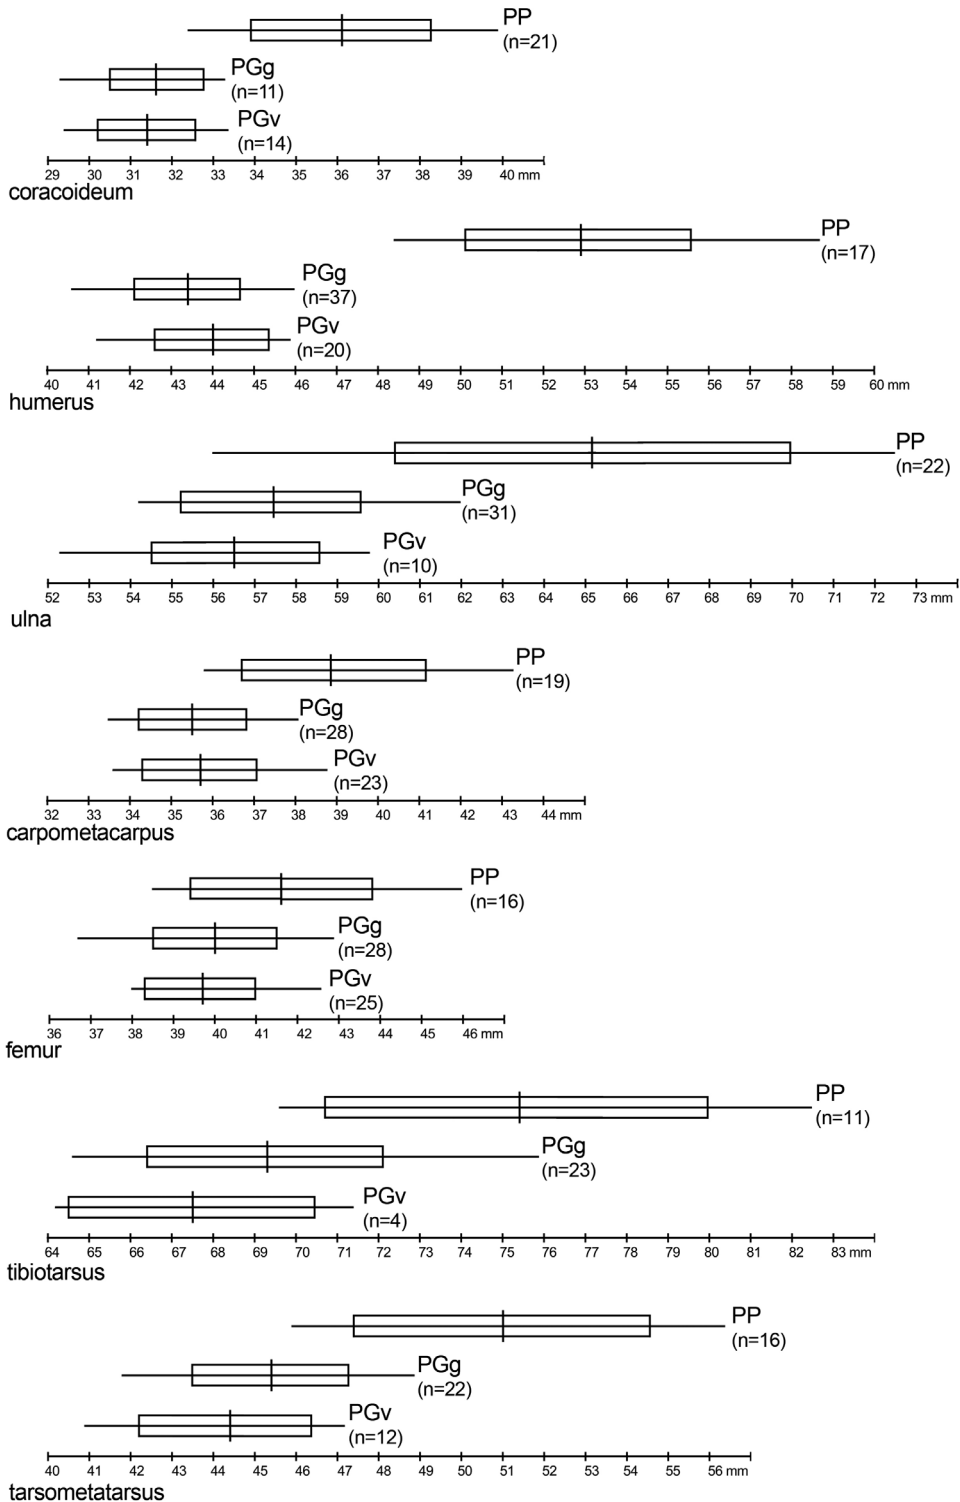 PP
(n=21)
PGg
(n=11)
PGv
(n=14)
29 30 31 32 33 34 35 36 37 38 39 40 mm
coracoideum
PP
(n=17)
PGg
(n=37)
PGv
(n=20)
40 41 42 43 44 45 46 47 48 49 50 51 52 53 54 55 56 57 58 59 60 mm
humerus
PP
(n=22)
PGg
(n=31)
PGv
(n=10)
52 53 54 55 56 57 58 59 60 61 62 63 64 65 66 67 68 69 70 71 72 73 mm
ulna
PP
(n=19)
PGg
(n=28)
PGv
(n=23)
32 33 34 35 36 37 38 39 40 41 42 43 44 mm
carpometacarpus
PP
(n=16)
PGg
(n=28)
PGv
(n=25)
36 37 38 39 40 41 42 43 44 45 46 mm
femur
PP
(n=11)
PGg
(n=23)
PGv
(n=4)
64 65 66 67 68 69 70 71 72 73 74 75 76 77 78 79 80 81 82 83 mm
tibiotarsus
PP
(n=16)
PGg
(n=22)
PGv
(n=12)
40 41 42 43 44 45 46 47 48 49 50 51 52 53 54 55 56 mm
tarsometatarsus